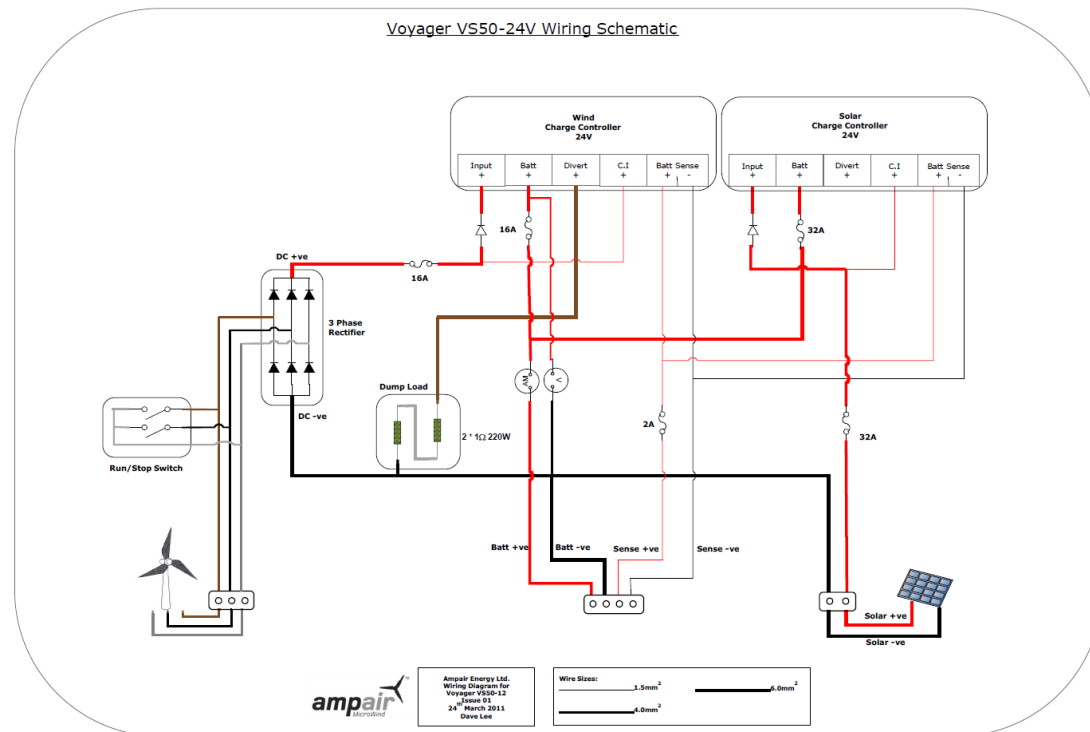 Voyager VS50-24V Wiring Schematic
Wind
Charge Controller
24V
Solar
Charge Controller
24V
Input
+
Batt
+
Divert
+
C.I
+
Batt Sense
+ -
Input
+
Batt
+
Divert
+
C.I
+
Batt Sense
+ -
16A
32A
DC +ve
16A
3 Phase
Rectifier
Dump Load
AM
V
DC -ve
2 * 1Ω 220W
2A
32A
Run/Stop Switch
Batt +ve
Batt -ve
Sense +ve
Sense -ve
Solar +ve
Solar -ve
ampair™
MicroWind
Ampair Energy Ltd.
Wiring Diagram for
Voyager VS50-12
Issue 01
24th March 2011
Dave Lee
Wire Sizes:
1.5mm²
6.0mm²
4.0mm²